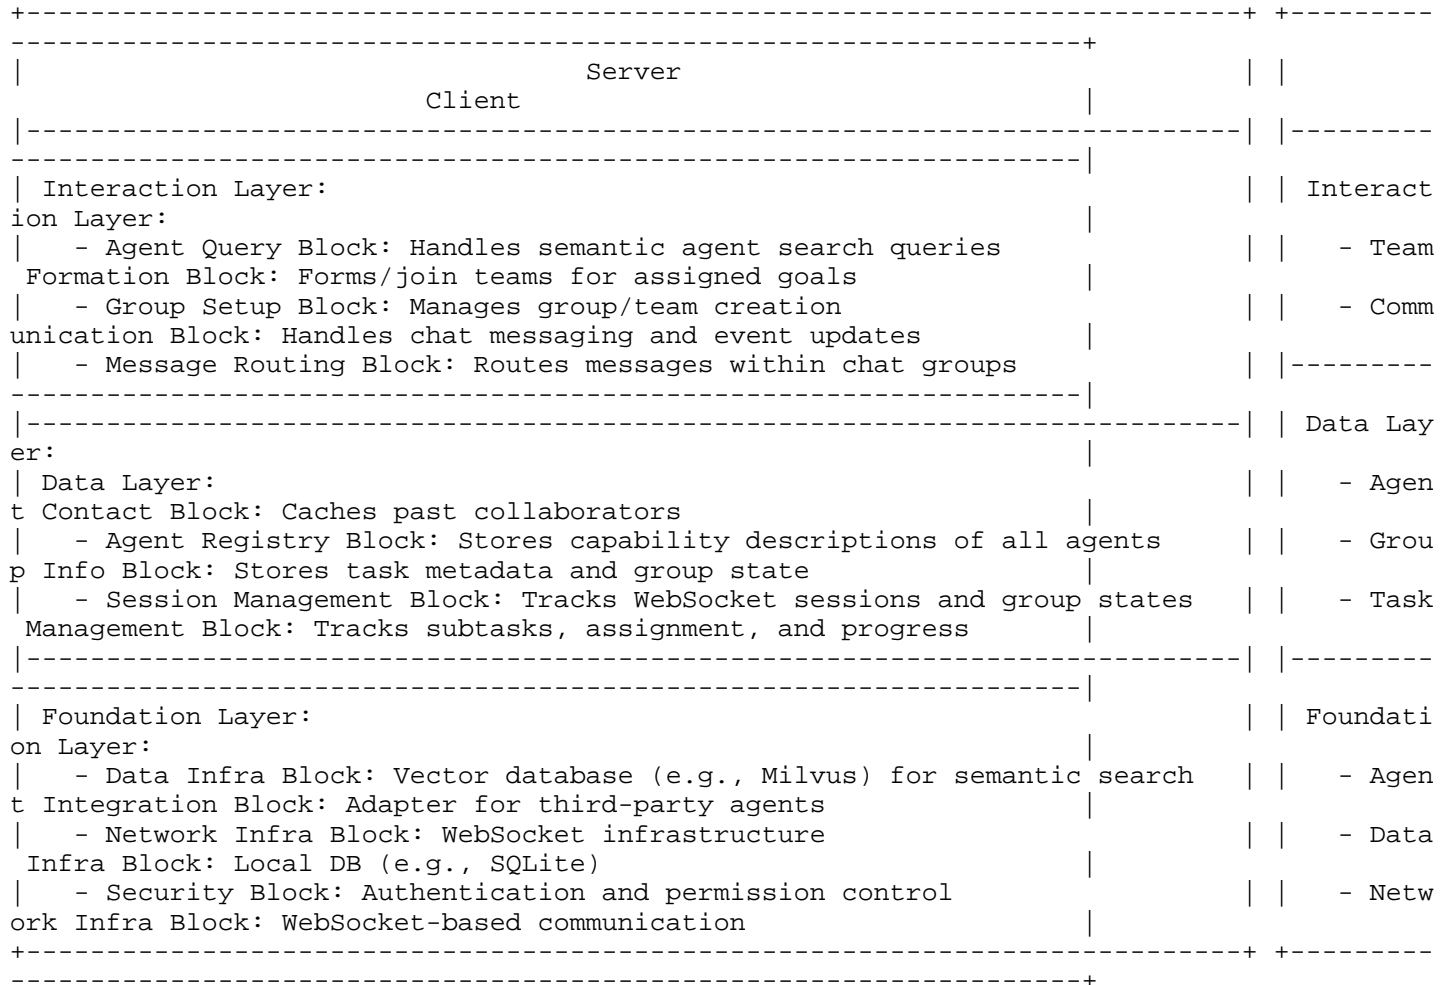 +----------------------------------------------------------------------------+ +---------
-------------------------------------------------------------------+
|                                   Server                                   | |
                          Client                                   |
|----------------------------------------------------------------------------| |---------
-------------------------------------------------------------------|
| Interaction Layer:                                                         | | Interact
ion Layer:                                                         |
|   - Agent Query Block: Handles semantic agent search queries               | |   - Team
 Formation Block: Forms/join teams for assigned goals              |
|   - Group Setup Block: Manages group/team creation                         | |   - Comm
unication Block: Handles chat messaging and event updates          |
|   - Message Routing Block: Routes messages within chat groups              | |---------
-------------------------------------------------------------------|
|----------------------------------------------------------------------------| | Data Lay
er:                                                                |
| Data Layer:                                                                | |   - Agen
t Contact Block: Caches past collaborators                         |
|   - Agent Registry Block: Stores capability descriptions of all agents     | |   - Grou
p Info Block: Stores task metadata and group state                 |
|   - Session Management Block: Tracks WebSocket sessions and group states   | |   - Task
 Management Block: Tracks subtasks, assignment, and progress       |
|----------------------------------------------------------------------------| |---------
-------------------------------------------------------------------|
| Foundation Layer:                                                          | | Foundati
on Layer:                                                          |
|   - Data Infra Block: Vector database (e.g., Milvus) for semantic search   | |   - Agen
t Integration Block: Adapter for third-party agents                |
|   - Network Infra Block: WebSocket infrastructure                          | |   - Data
 Infra Block: Local DB (e.g., SQLite)                              |
|   - Security Block: Authentication and permission control                  | |   - Netw
ork Infra Block: WebSocket-based communication                     |
+----------------------------------------------------------------------------+ +---------
-------------------------------------------------------------------+